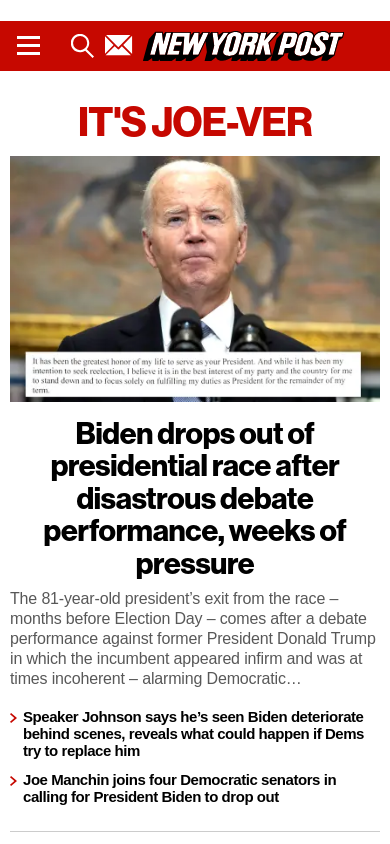 NEW YORK POST
IT'S JOE-VER
It has been the greatest honor of my life to serve as your President. And while it has been my
intention to seek reelection, I believe it is in the best interest of my party and the country for me
to stand down and to focus solely on fulfilling my duties as President for the remainder of my
term.
Biden drops out of
presidential race after
disastrous debate
performance, weeks of
pressure
The 81-year-old president’s exit from the race –
months before Election Day – comes after a debate
performance against former President Donald Trump
in which the incumbent appeared infirm and was at
times incoherent – alarming Democratic…
Speaker Johnson says he’s seen Biden deteriorate
behind scenes, reveals what could happen if Dems
try to replace him
Joe Manchin joins four Democratic senators in
calling for President Biden to drop out